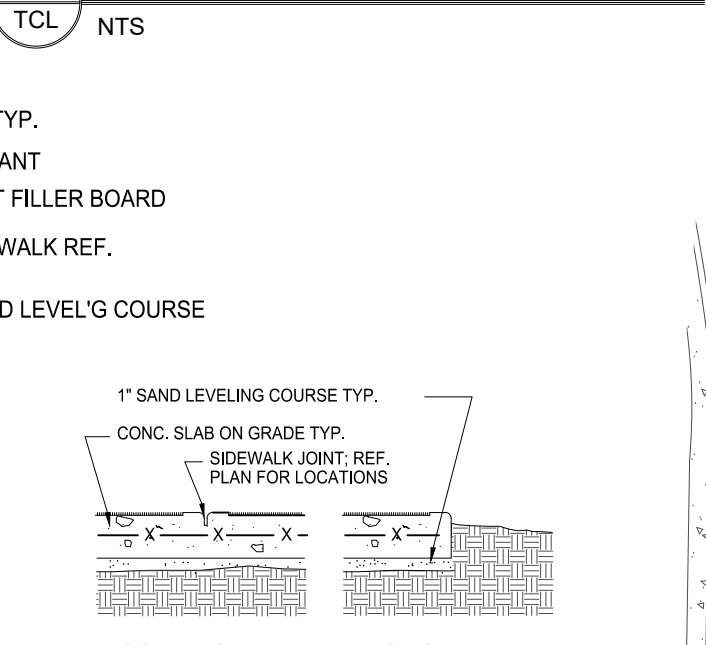 TCL NTS
TYP.
ANT
T FILLER BOARD
WALK REF.
D LEVEL'G COURSE
1" SAND LEVELING COURSE TYP.
CONC. SLAB ON GRADE TYP.
SIDEWALK JOINT; REF.
PLAN FOR LOCATIONS
X X X X